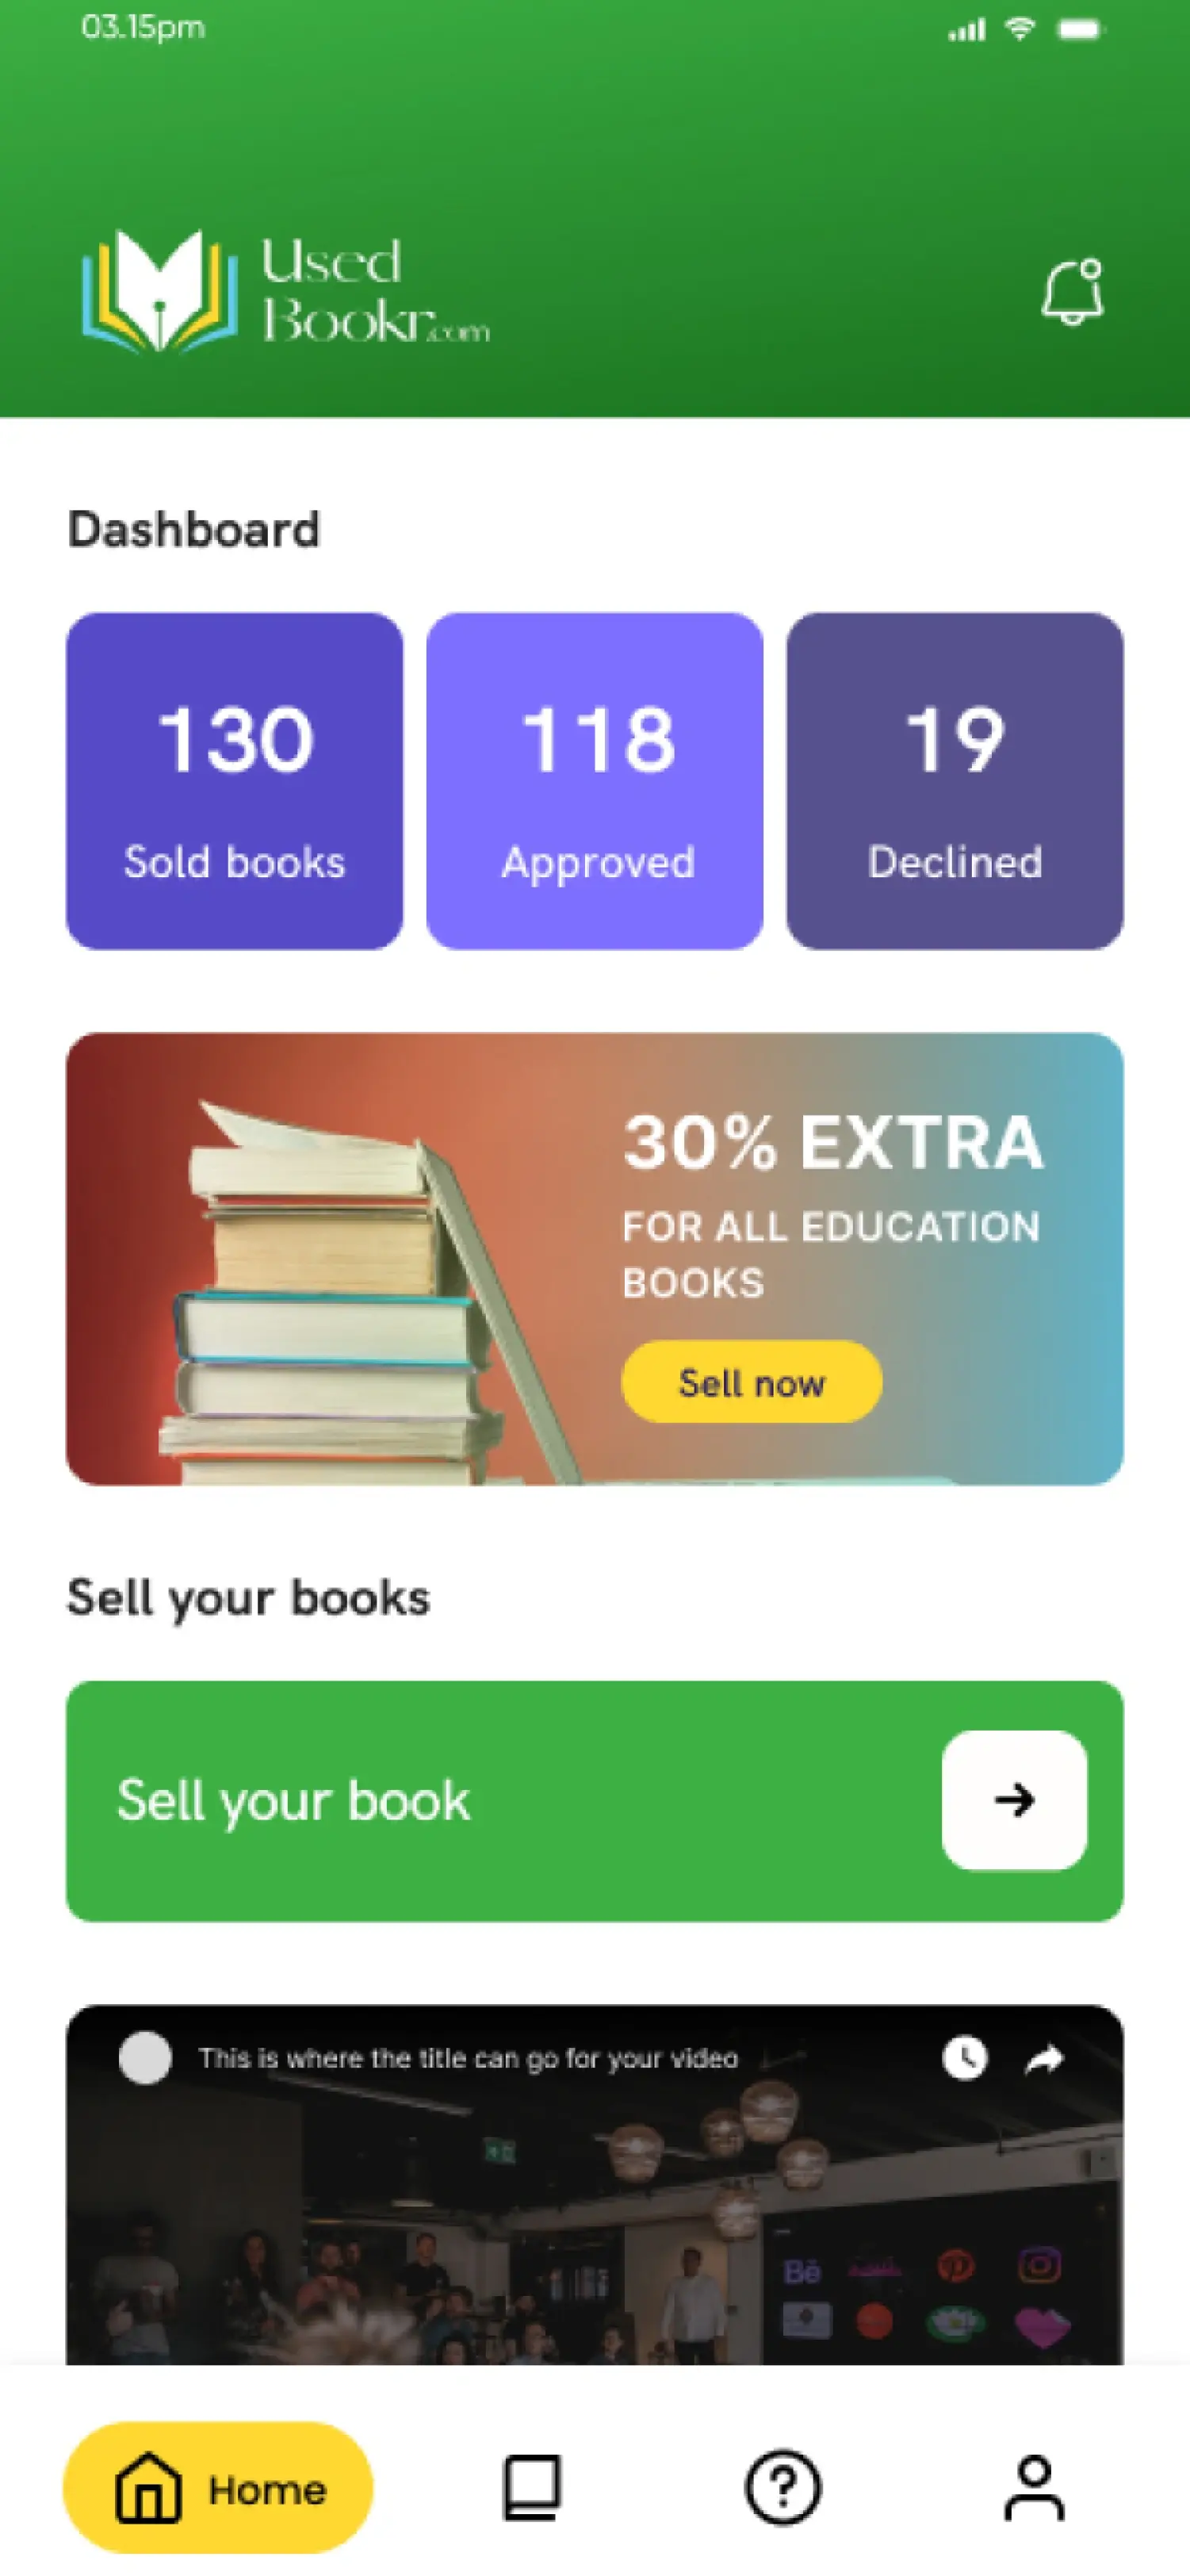 03.15pm
Used
Bookr.com
Dashboard
130
118
19
Sold books
Approved
Declined
30% EXTRA
FOR ALL EDUCATION
BOOKS
Sell now
Sell your books
Sell your book
This is where the title can go for your video
Bē
Home